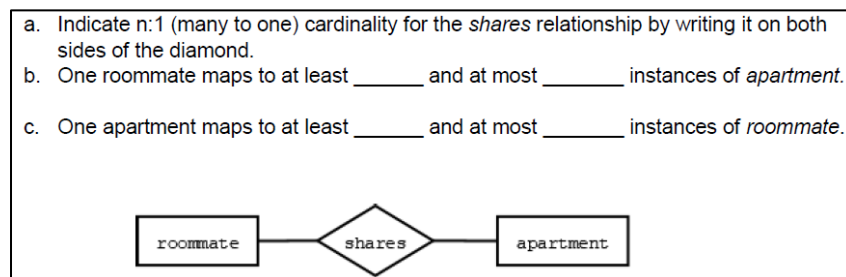 a. Indicate n:1 (many to one) cardinality for the shares relationship by writing it on both
sides of the diamond.
b. One roommate maps to at least ______ and at most _______ instances of apartment.
c. One apartment maps to at least ______ and at most _______ instances of roommate.
roommate shares apartment